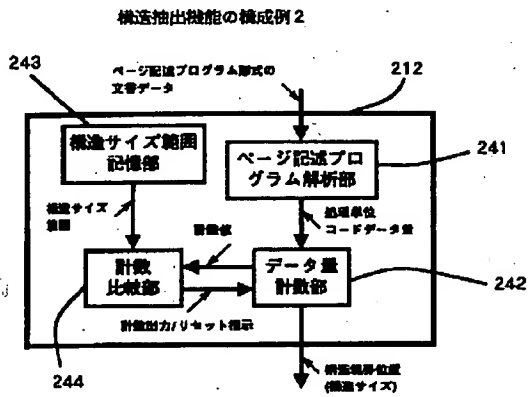 構造抽出機能の構成例2
243
ページ記述プログラム形式の
文書データ
212
構造サイズ範囲
記憶部
ページ記述プロ
グラム解析部
241
構造サイズ
範囲
処理単位
コードデータ量
計数値
計数
比較部
データ量
計数部
242
計数出力/リセット指示
244
構造境界位置
(構造サイズ)